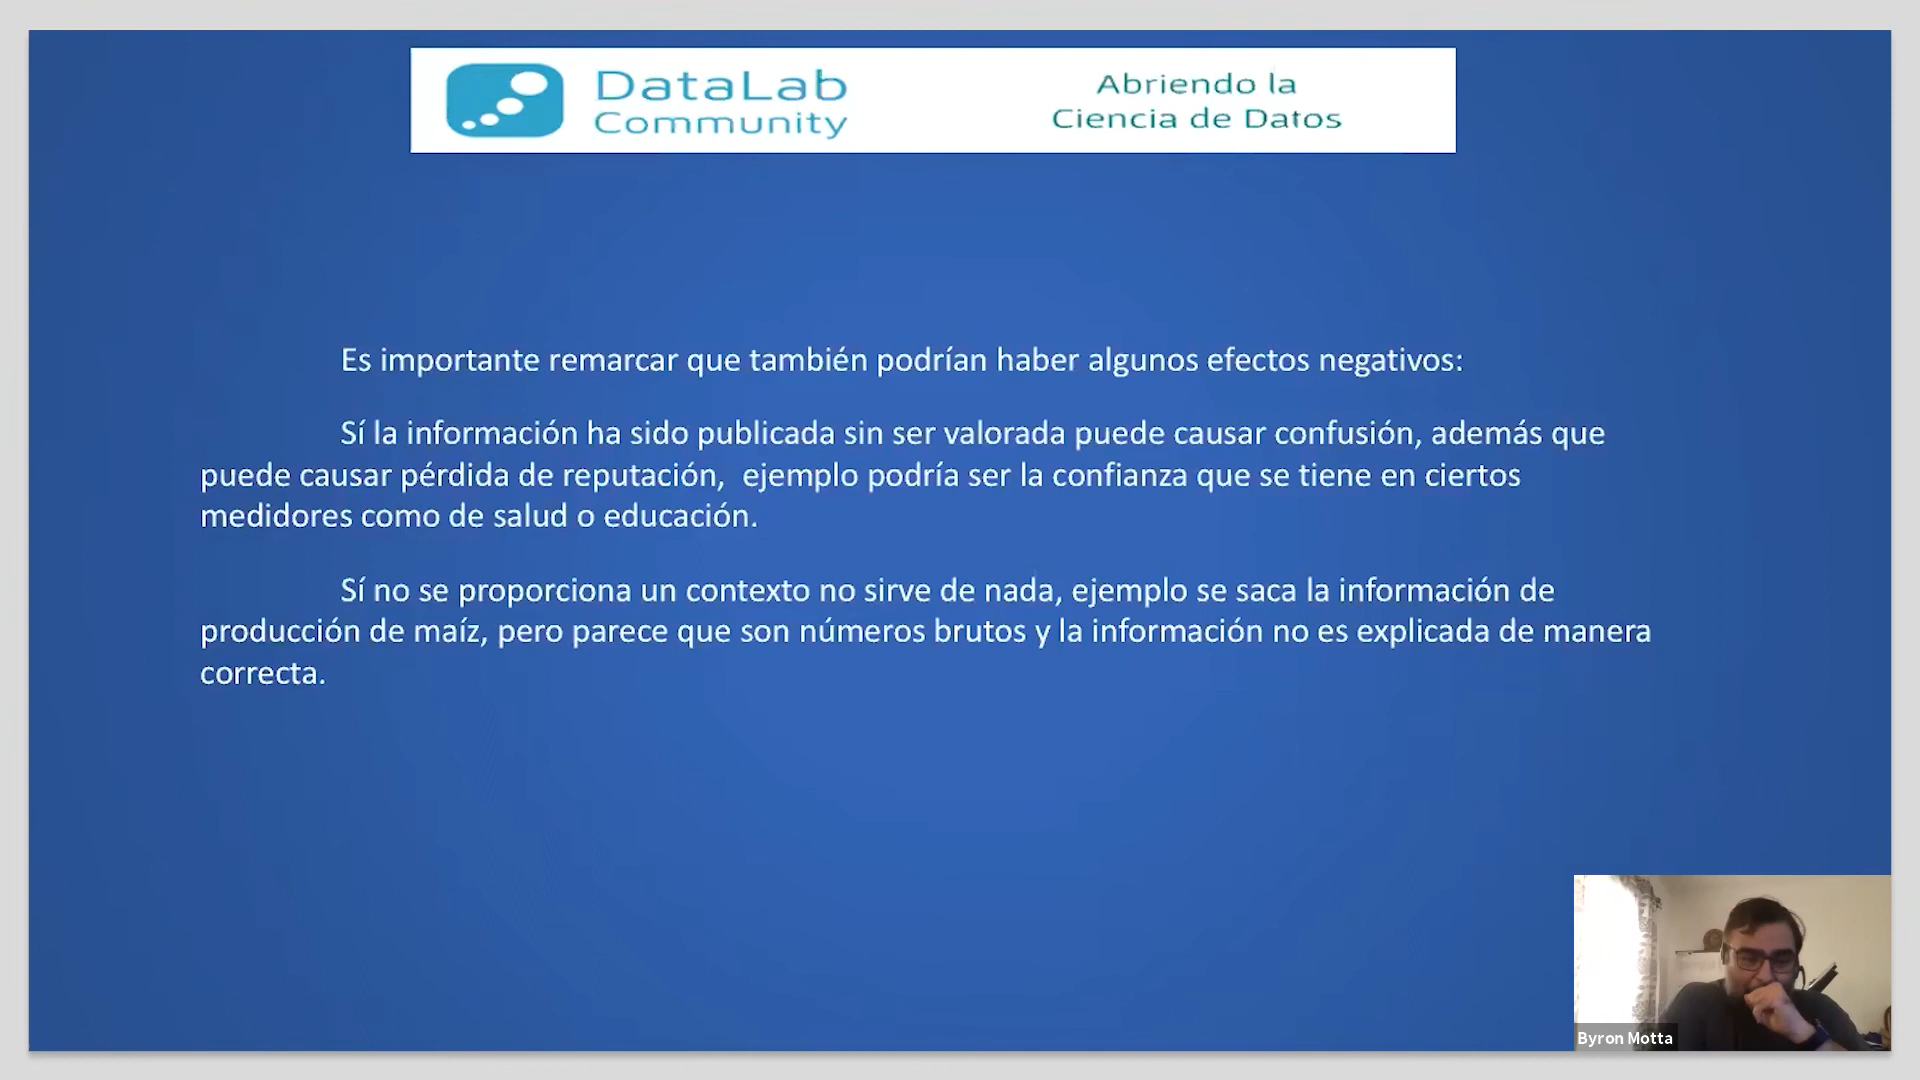 DataLab
Community
Abriendo la
Ciencia de Datos
Es importante remarcar que también podrían haber algunos efectos negativos:
Sí la información ha sido publicada sin ser valorada puede causar confusión, además que
puede causar pérdida de reputación,  ejemplo podría ser la confianza que se tiene en ciertos
medidores como de salud o educación.
Sí no se proporciona un contexto no sirve de nada, ejemplo se saca la información de
producción de maíz, pero parece que son números brutos y la información no es explicada de manera
correcta.
Byron Motta